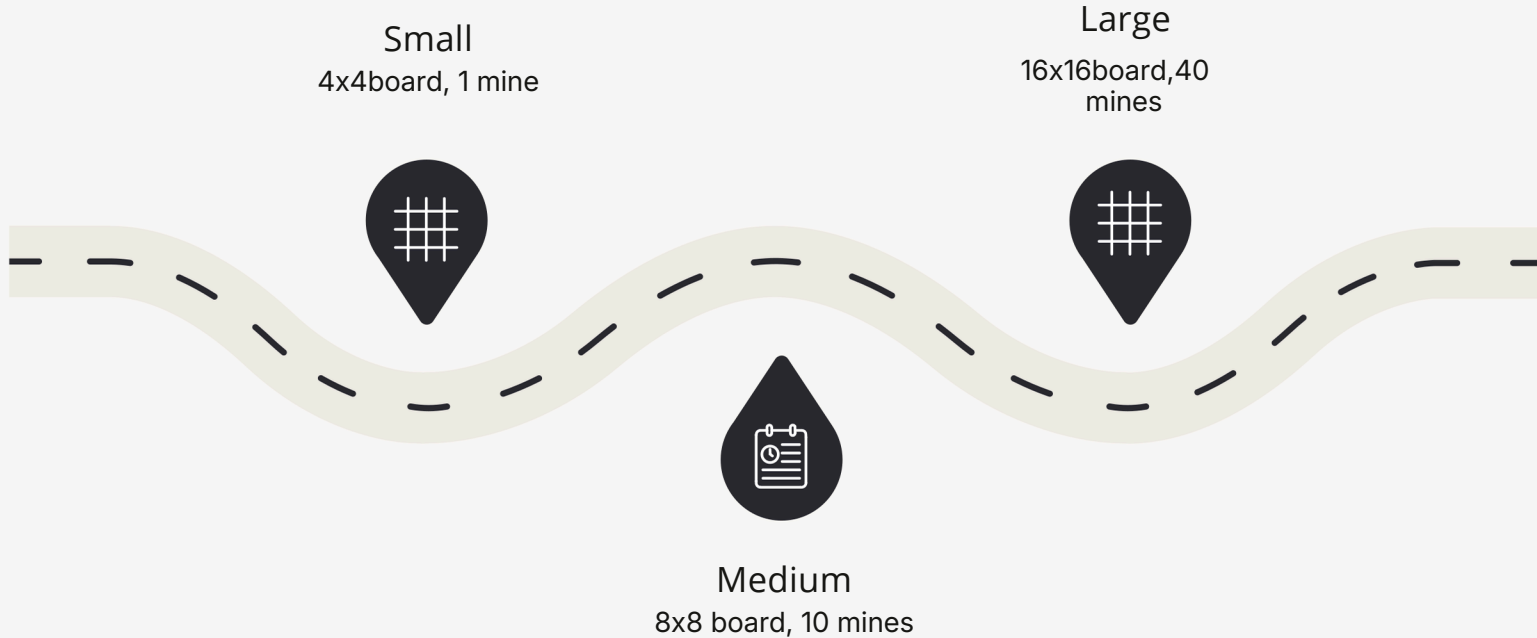 Small
4x4board, 1 mine
Large
16x16board,40
mines
Medium
8x8 board, 10 mines